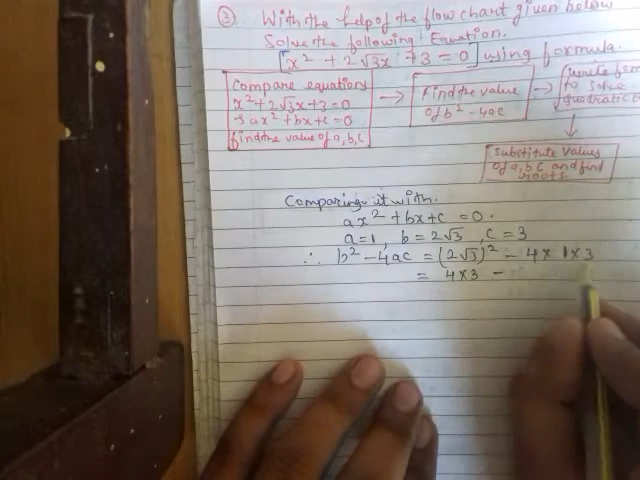 ③ With the help of the flow chart given below
Solve the following Equation.
[x² + 2√3x + 3 = 0] using formula.
Compare equations
x² + 2√3x + 3 = 0
→ ax² + bx + c = 0
find the value of a, b, c
→ Find the value
of b² - 4ac
→ write form
to solve
quadratic
↓
Substitute values
of a, b, c and find
roots
Comparing it with.
ax² + bx + c = 0.
a=1, b = 2√3, c = 3
∴ b² - 4ac = (2√3)² - 4 × 1 × 3
= 4×3 -